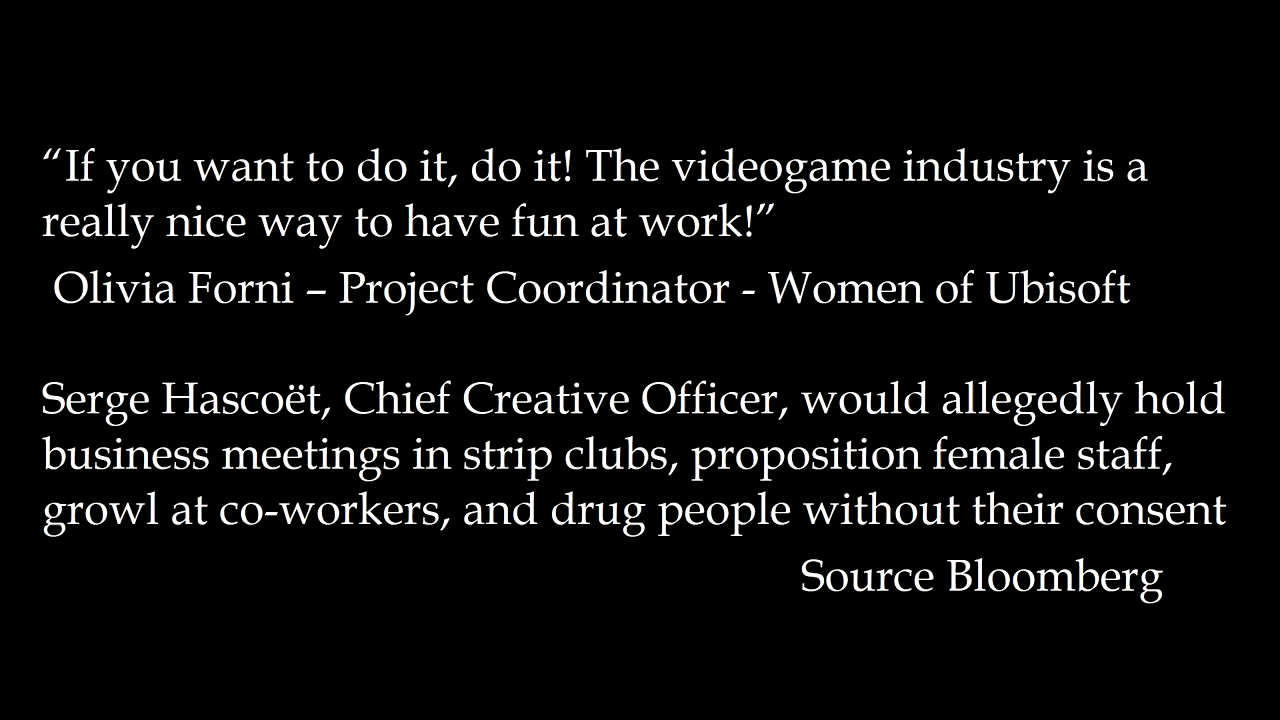 “If you want to do it, do it! The videogame industry is a
really nice way to have fun at work!”
Olivia Forni – Project Coordinator - Women of Ubisoft
Serge Hascoët, Chief Creative Officer, would allegedly hold
business meetings in strip clubs, proposition female staff,
growl at co-workers, and drug people without their consent
Source Bloomberg